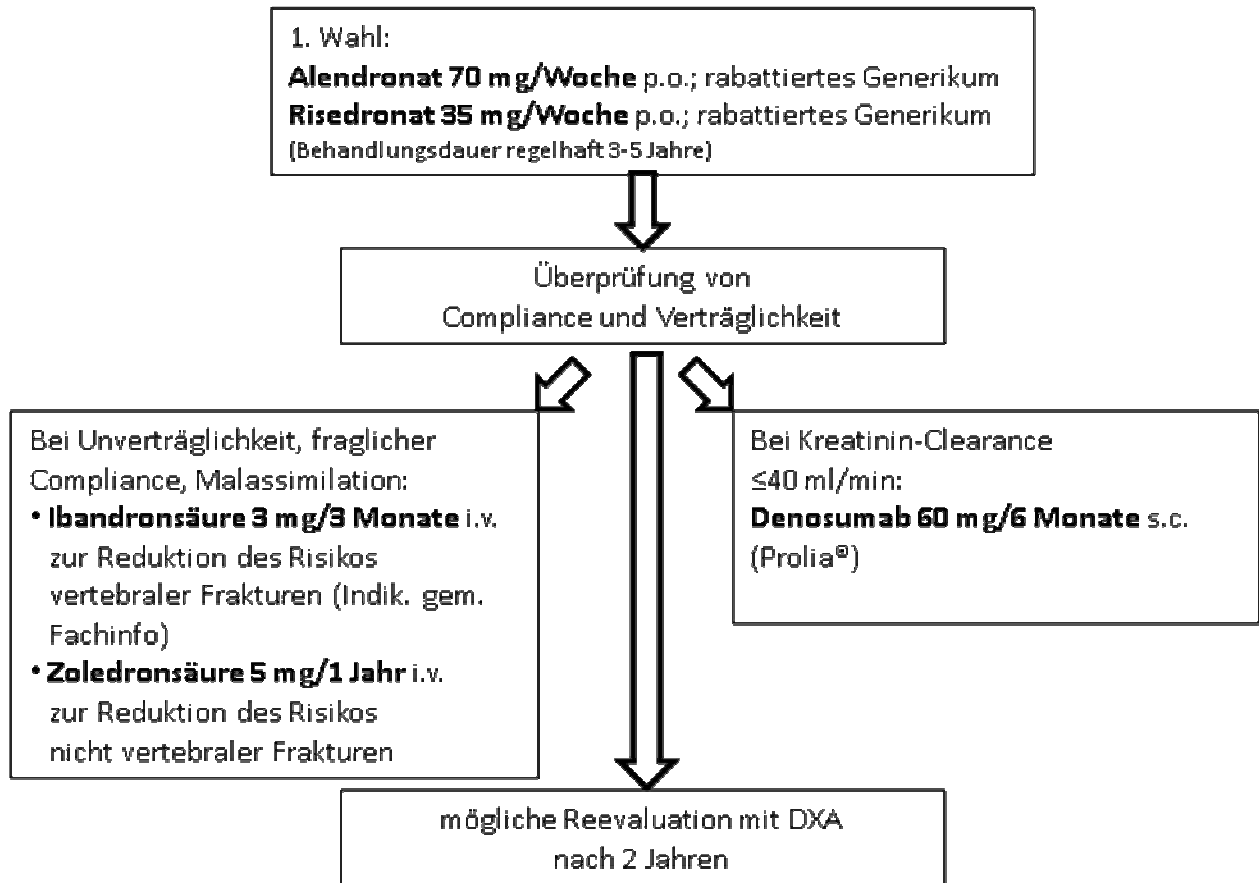 1. Wahl:
Alendronat 70 mg/Woche p.o.; rabattiertes Generikum
Risedronat 35 mg/Woche p.o.; rabattiertes Generikum
(Behandlungsdauer regelhaft 3-5 Jahre)
Überprüfung von
Compliance und Verträglichkeit
Bei Unverträglichkeit, fraglicher
Compliance, Malassimilation:
• Ibandronsäure 3 mg/3 Monate i.v.
zur Reduktion des Risikos
vertebraler Frakturen (Indik. gem.
Fachinfo)
• Zoledronsäure 5 mg/1 Jahr i.v.
zur Reduktion des Risikos
nicht vertebraler Frakturen
Bei Kreatinin-Clearance
≤40 ml/min:
Denosumab 60 mg/6 Monate s.c.
(Prolia®)
mögliche Reevaluation mit DXA
nach 2 Jahren